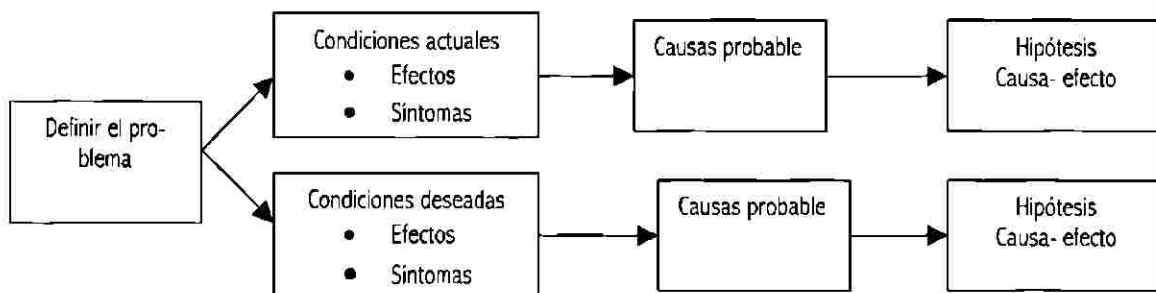 Definir el pro-
blema
Condiciones actuales
• Efectos
• Síntomas
Causas probable
Hipótesis
Causa- efecto
Condiciones deseadas
• Efectos
• Síntomas
Causas probable
Hipótesis
Causa- efecto